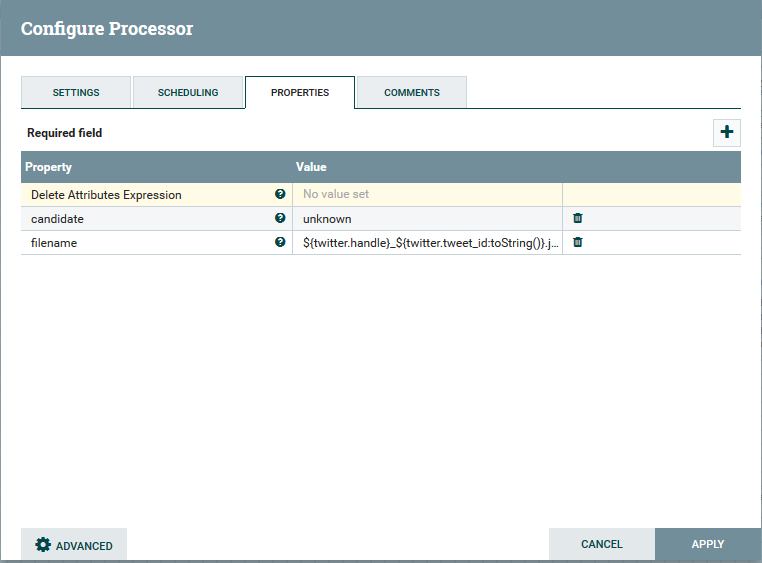 Configure Processor
SETTINGS SCHEDULING PROPERTIES COMMENTS
Required field
Property Value
Delete Attributes Expression No value set
candidate unknown
filename ${twitter.handle}_${twitter.tweet_id:toString()}.j...
ADVANCED CANCEL APPLY